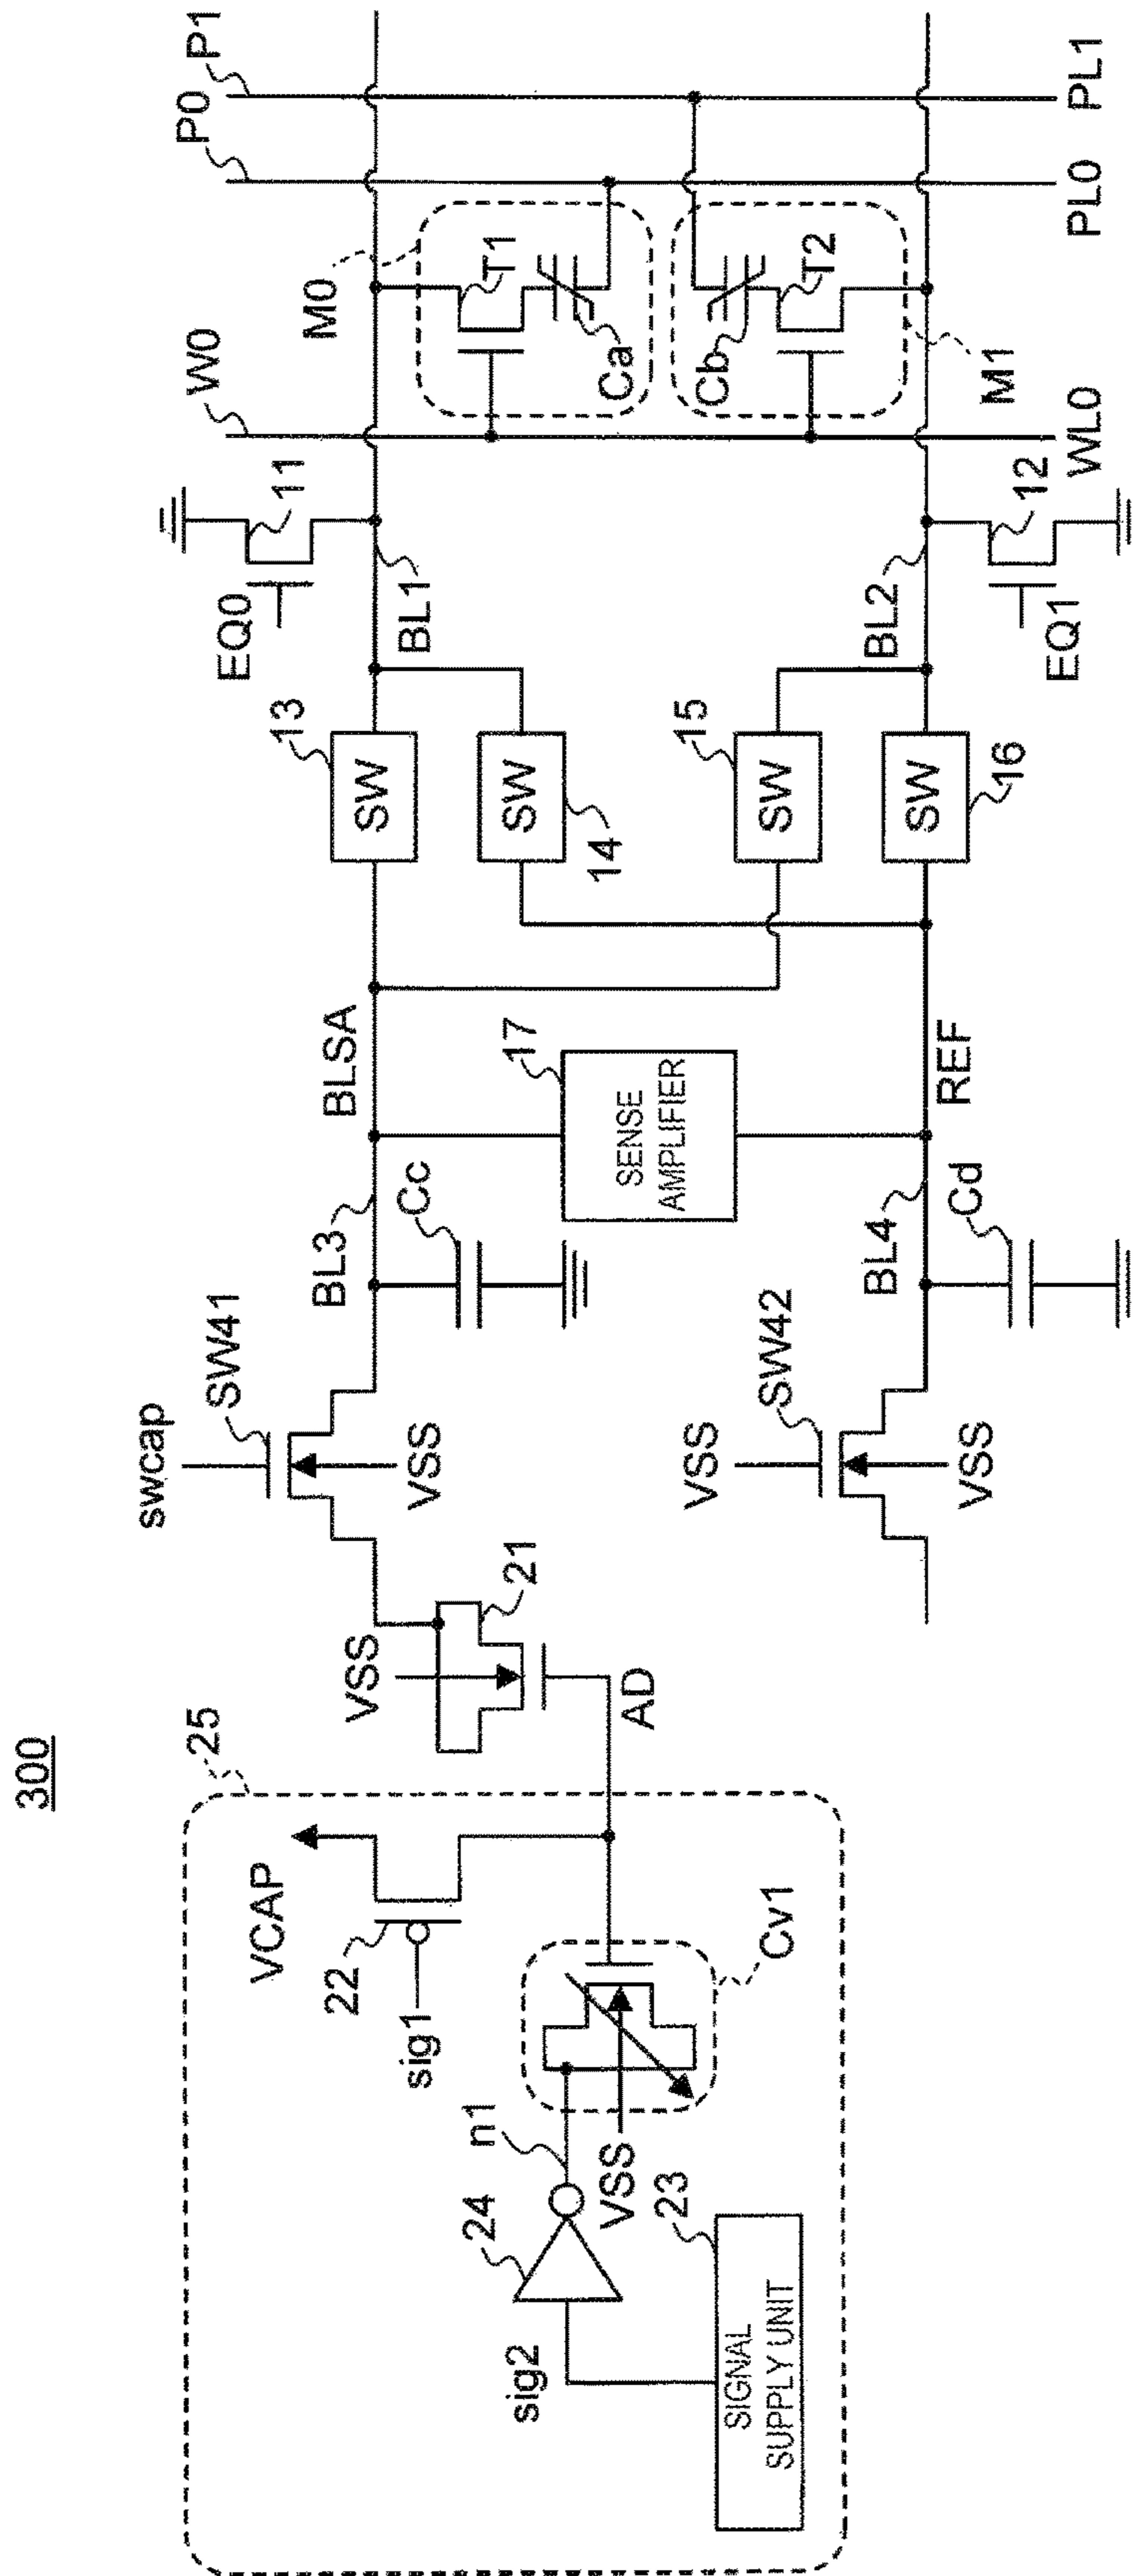 300
25
VCAP
22
sig1
n1
24
VSS
23
sig2
SIGNAL
SUPPLY UNIT
Cv1
AD
21
VSS
swcap
SW41
VSS
BL3
Cc
BLSA
17
SENSE
AMPLIFIER
VSS
SW42
VSS
BL4
Cd
REF
13
SW
SW
14
15
SW
SW
16
EQ0
11
BL1
BL2
12
EQ1
W0
WL0
M0
T1
Ca
Cb
T2
M1
P0
P1
PL0
PL1